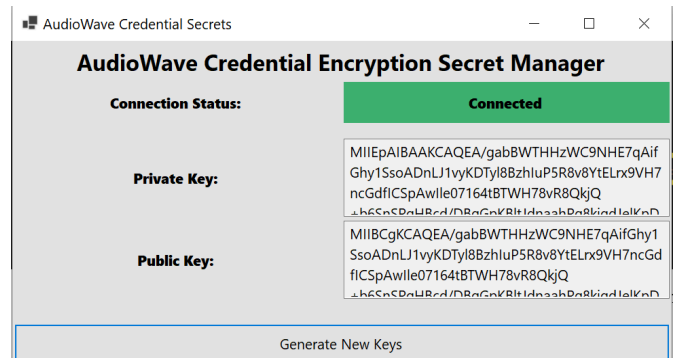 AudioWave Credential Secrets
AudioWave Credential Encryption Secret Manager
Connection Status:
Connected
Private Key:
MIIEpAIBAAKCAQEA/gabBWTHHzWC9NHE7qAif
Ghy1SsoADnLJ1vyKDTyl8BzhIuP5R8v8YtELrx9VH7
ncGdfICSpAwIle07164tBTWH78vR8QkjQ
Public Key:
MIIBCgKCAQEA/gabBWTHHzWC9NHE7qAifGhy1
SsoADnLJ1vyKDTyl8BzhIuP5R8v8YtELrx9VH7ncGd
fICSpAwIle07164tBTWH78vR8QkjQ
Generate New Keys